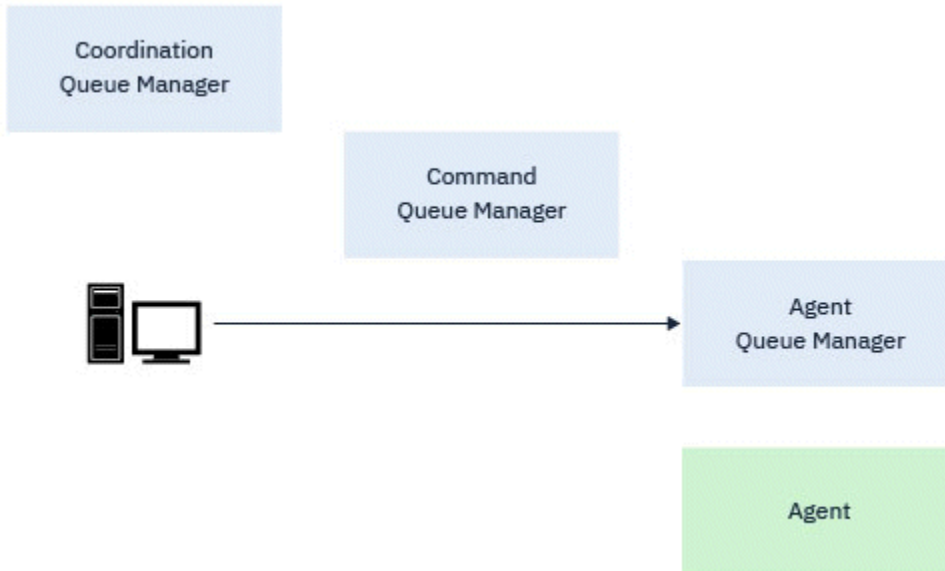 Coordination
Queue Manager
Command
Queue Manager
Agent
Queue Manager
Agent